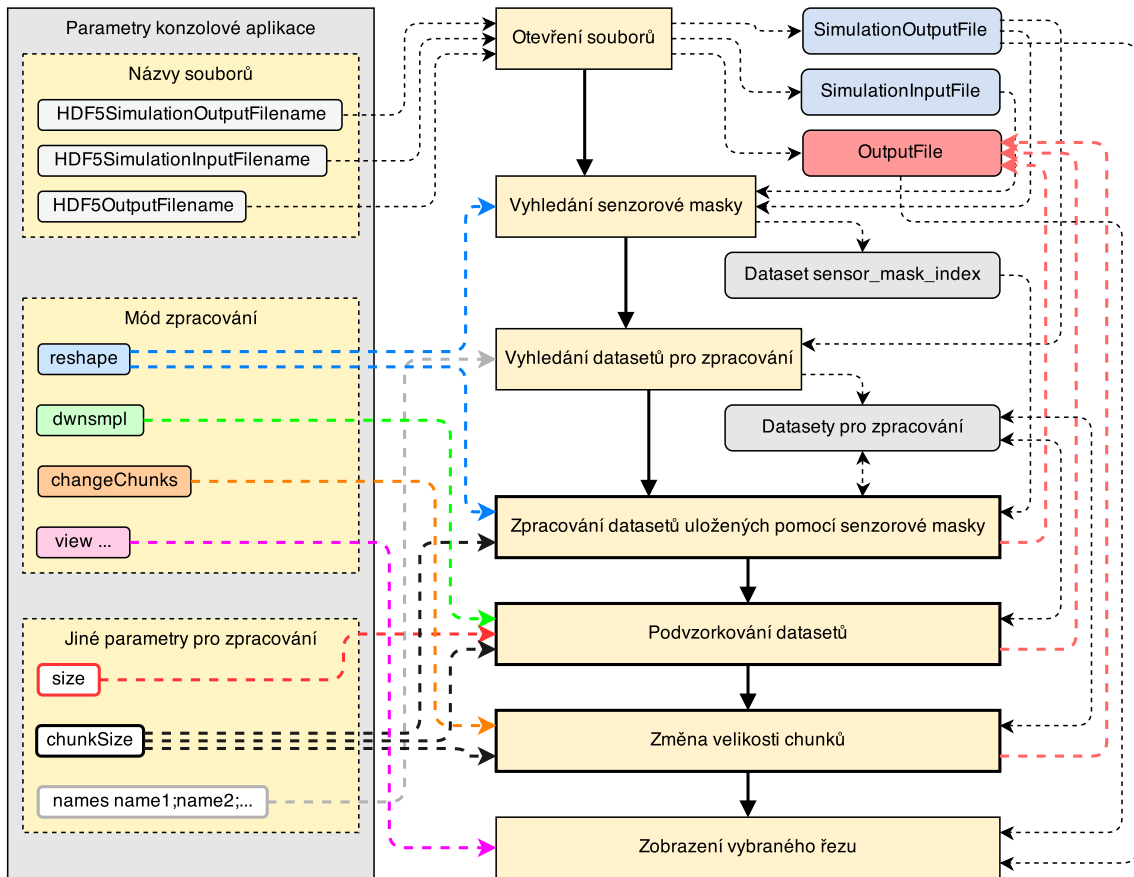 Parametry konzolové aplikace
Názvy souborů
HDF5SimulationOutputFilename
HDF5SimulationInputFilename
HDF5OutputFilename
Mód zpracování
reshape
dwnsmpl
changeChunks
view ...
Jiné parametry pro zpracování
size
chunkSize
names name1;name2;...
Otevření souborů
SimulationOutputFile
SimulationInputFile
OutputFile
Vyhledání senzorové masky
Dataset sensor_mask_index
Vyhledání datasetů pro zpracování
Datasety pro zpracování
Zpracování datasetů uložených pomocí senzorové masky
Podvzorkování datasetů
Změna velikosti chunků
Zobrazení vybraného řezu